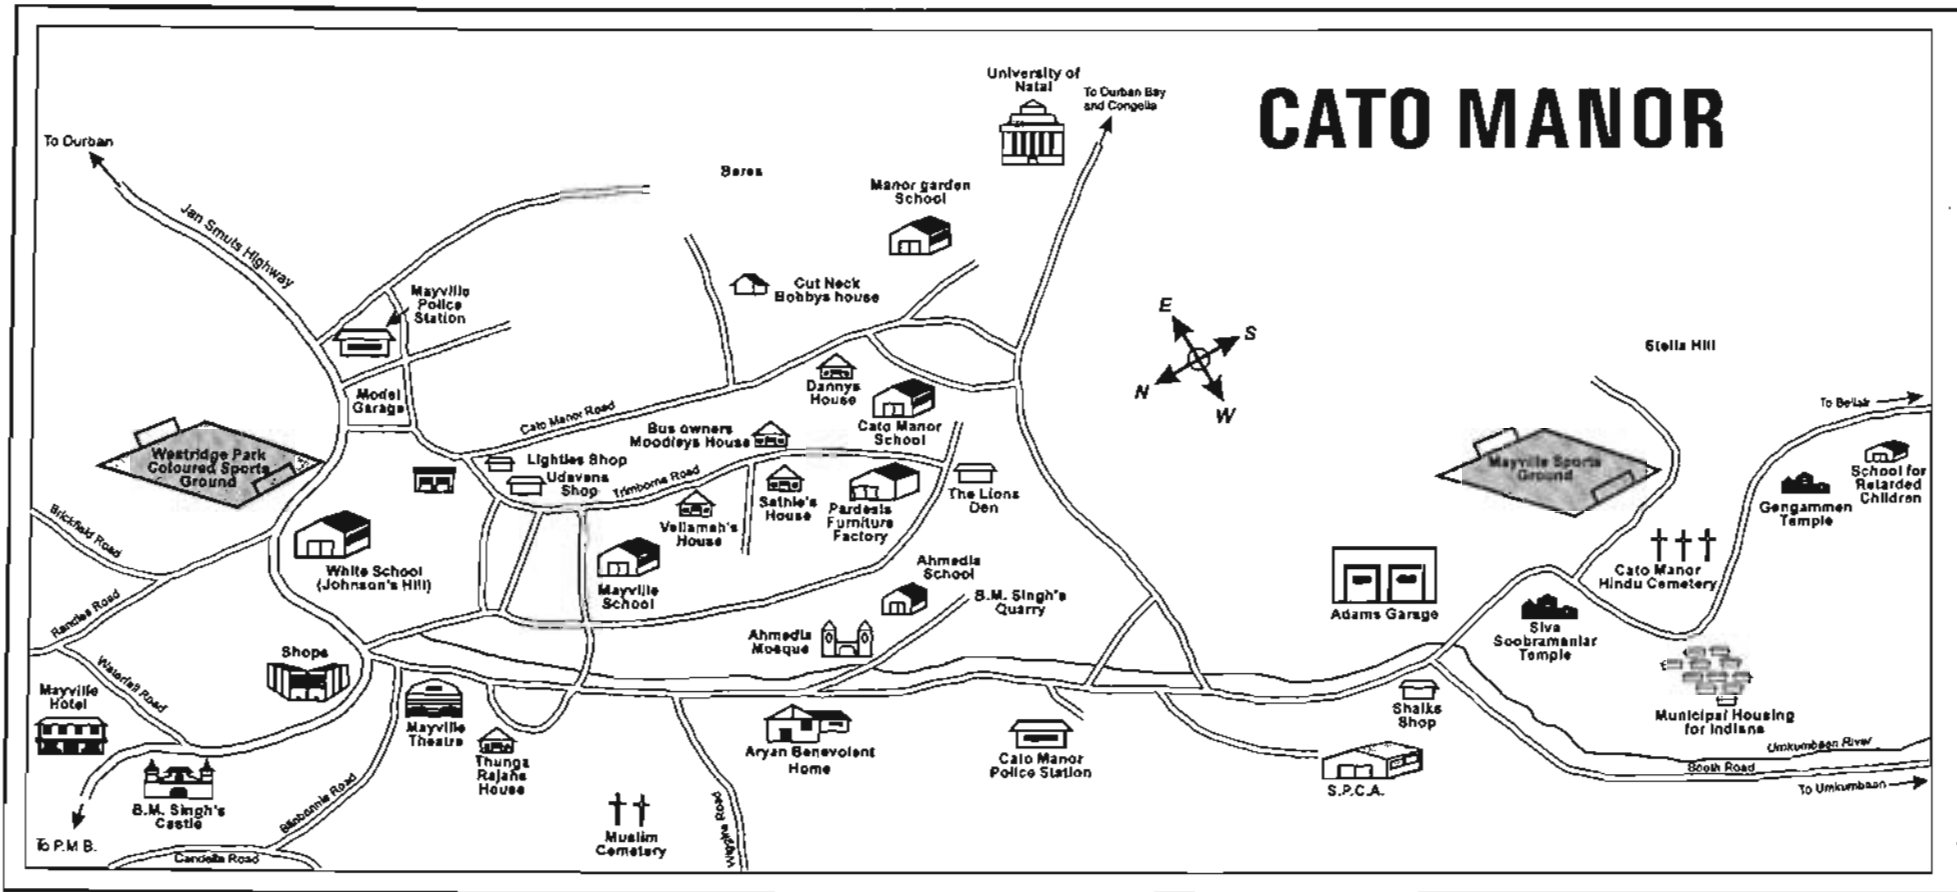 CATO MANOR
University of
Natal
To Durban Bay
and Congella
To Durban
Berea
Manor garden
School
Jan Smuts Highway
Mayville
Police
Station
Cut Neck
Bobbys house
E
S
N
W
Stella Hill
Model
Garage
Dannys
House
To Bellair
Cato Manor Road
Bus owners
Moodleys House
Cato Manor
School
Westridge Park
Coloured Sports
Ground
Lighties Shop
Udavans
Shop
Trimborne Road
Mayville Sports
Ground
School for
Retarded
Children
Sathie's
House
Pardesis
Furniture
Factory
The Lions
Den
Gengammen
Temple
Brickfield Road
Vellamah's
House
White School
(Johnson's Hill)
Mayville
School
Ahmedia
School
B.M. Singh's
Quarry
Cato Manor
Hindu Cemetery
Adams Garage
Randles Road
Shops
Ahmedia
Mosque
Siva
Soobramaniar
Temple
Waterfall Road
Mayville
Hotel
Mayville
Theatre
Thunga
Rajahs
House
Aryan Benevolent
Home
Cato Manor
Police Station
Shaiks
Shop
Municipal Housing
for Indians
Umkumbaan River
Booth Road
To Umkumbaan
S.P.C.A.
B.M. Singh's
Castle
To P.M.B.
Candella Road
Muslim
Cemetery
Wiggins Road